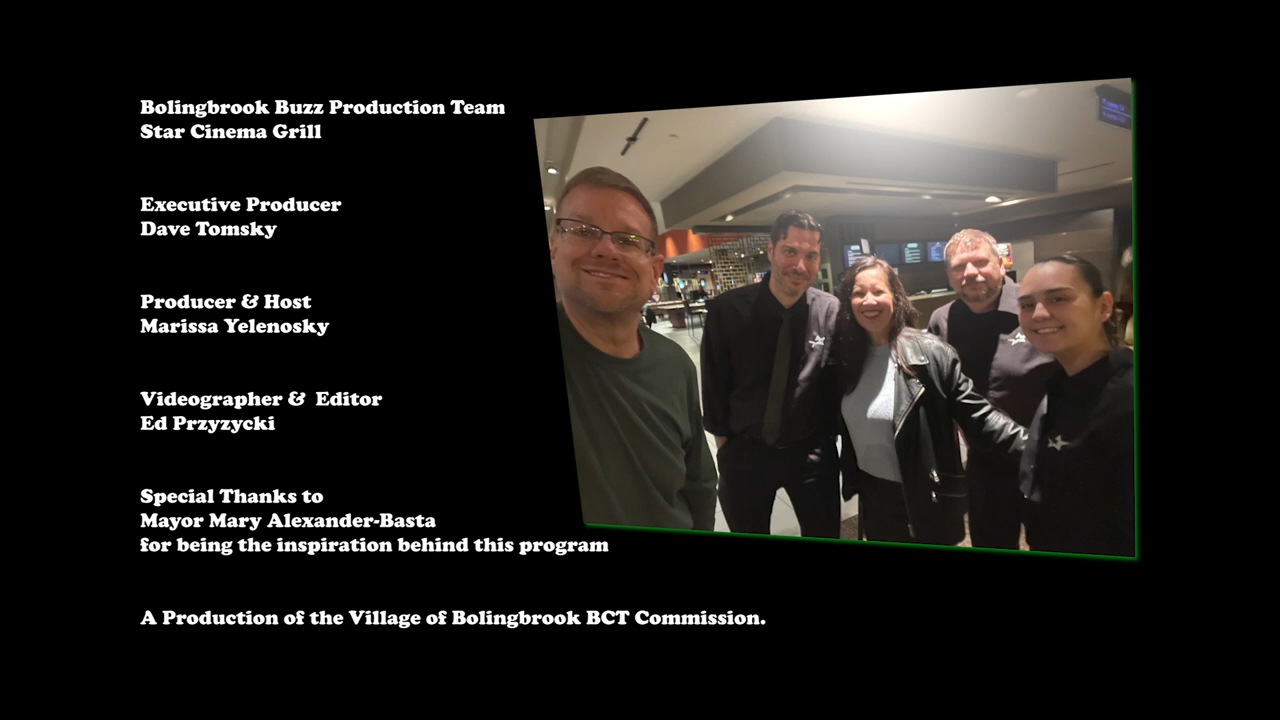 Bolingbrook Buzz Production Team
Star Cinema Grill
Executive Producer
Dave Tomsky
Producer & Host
Marissa Yelenosky
Videographer & Editor
Ed Przyzycki
Special Thanks to
Mayor Mary Alexander-Basta
for being the inspiration behind this program
A Production of the Village of Bolingbrook BCT Commission.